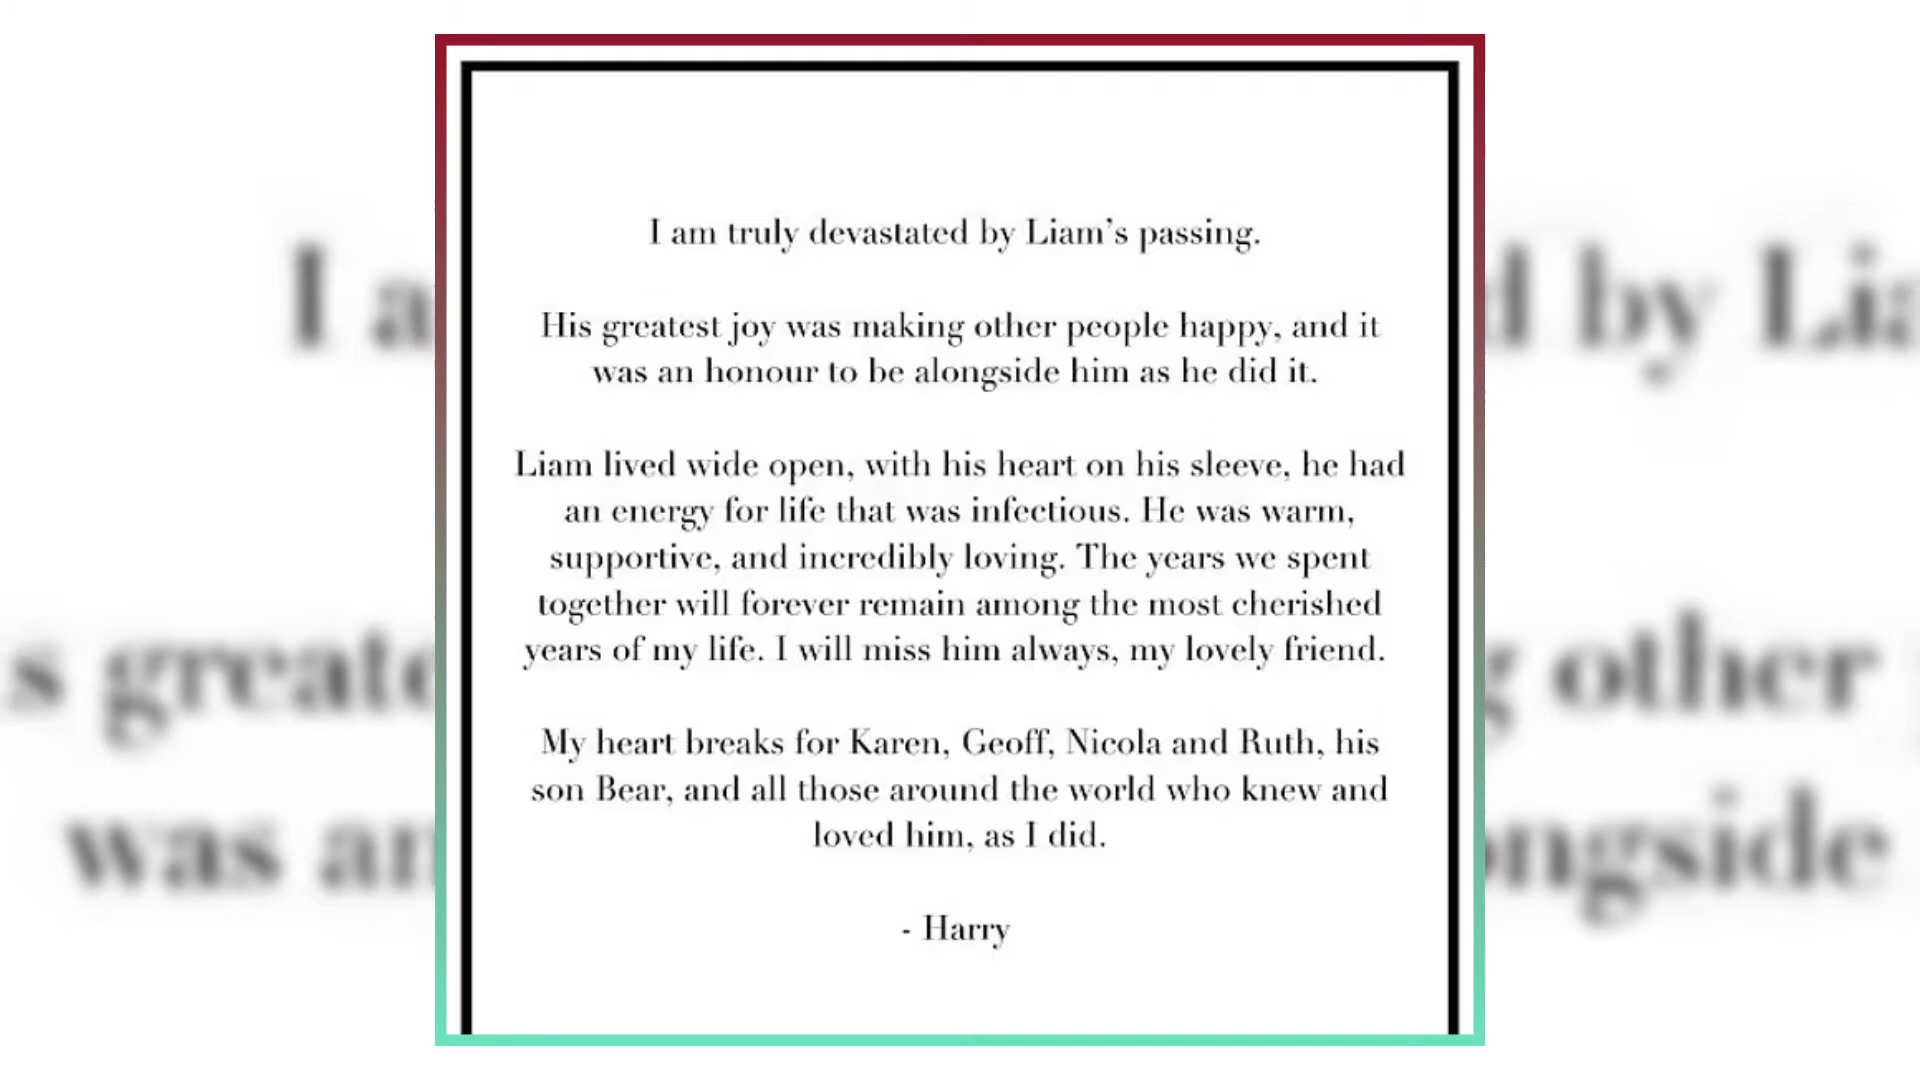 I am truly devastated by Liam's passing.
His greatest joy was making other people happy, and it
was an honour to be alongside him as he did it.
Liam lived wide open, with his heart on his sleeve, he had
an energy for life that was infectious. He was warm,
supportive, and incredibly loving. The years we spent
together will forever remain among the most cherished
years of my life. I will miss him always, my lovely friend.
My heart breaks for Karen, Geoff, Nicola and Ruth, his
son Bear, and all those around the world who knew and
loved him, as I did.
- Harry